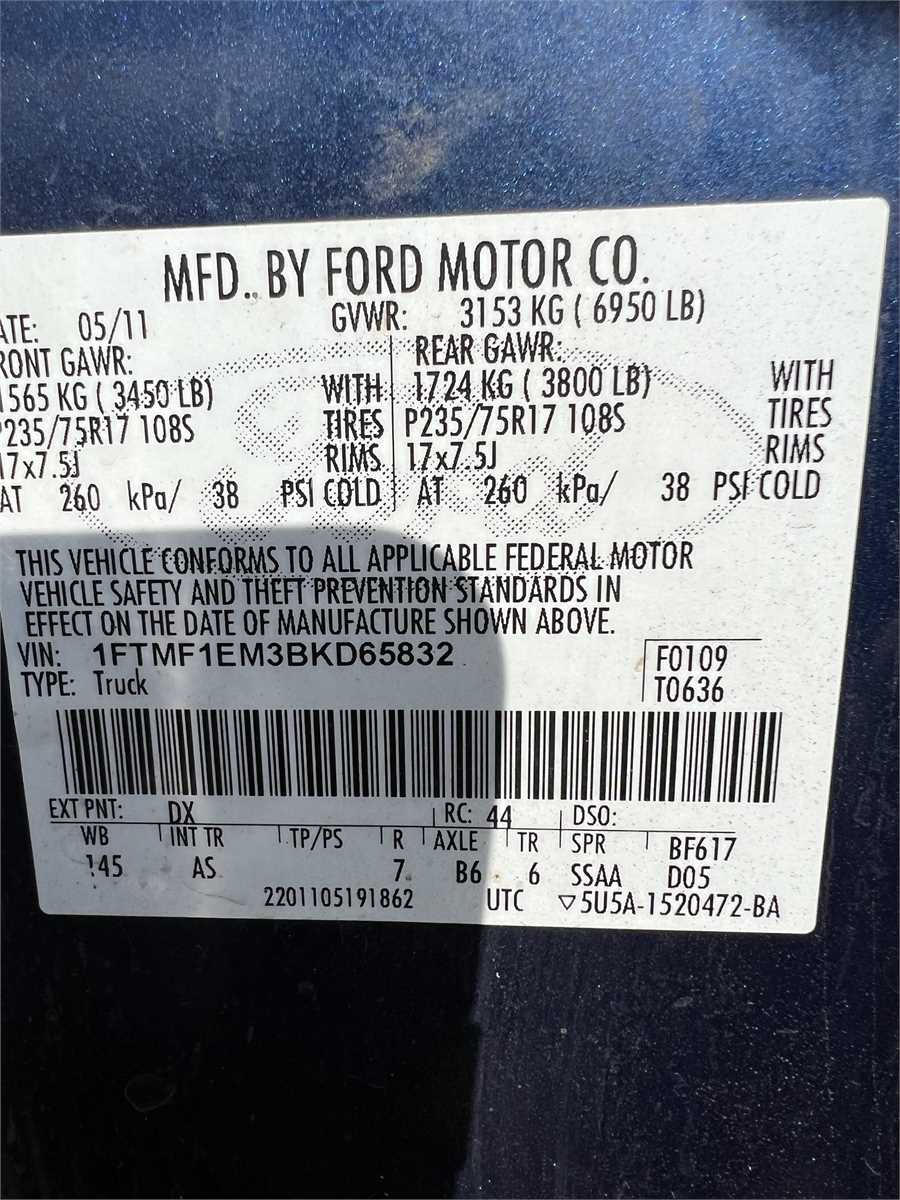 MFD.. BY FORD MOTOR CO.
ATE: 05/11 GVWR: 3153 KG ( 6950 LB)
RONT GAWR: REAR GAWR:
1565 KG ( 3450 LB) WITH 1724 KG ( 3800 LB) WITH
P235/75R17 108S TIRES P235/75R17 108S TIRES
17x7.5J RIMS 17x7.5J RIMS
AT 260 kPa/ 38 PSI COLD AT 260 kPa/ 38 PSI COLD
THIS VEHICLE CONFORMS TO ALL APPLICABLE FEDERAL MOTOR
VEHICLE SAFETY AND THEFT PREVENTION STANDARDS IN
EFFECT ON THE DATE OF MANUFACTURE SHOWN ABOVE.
VIN: 1FTMF1EM3BKD65832 F0109
TYPE: Truck T0636
EXT PNT: DX RC: 44 DSO:
WB INT TR TP/PS R AXLE TR SPR BF617
145 AS 7 B6 6 SSAA D05
2201105191862 UTC ▽5U5A-1520472-BA